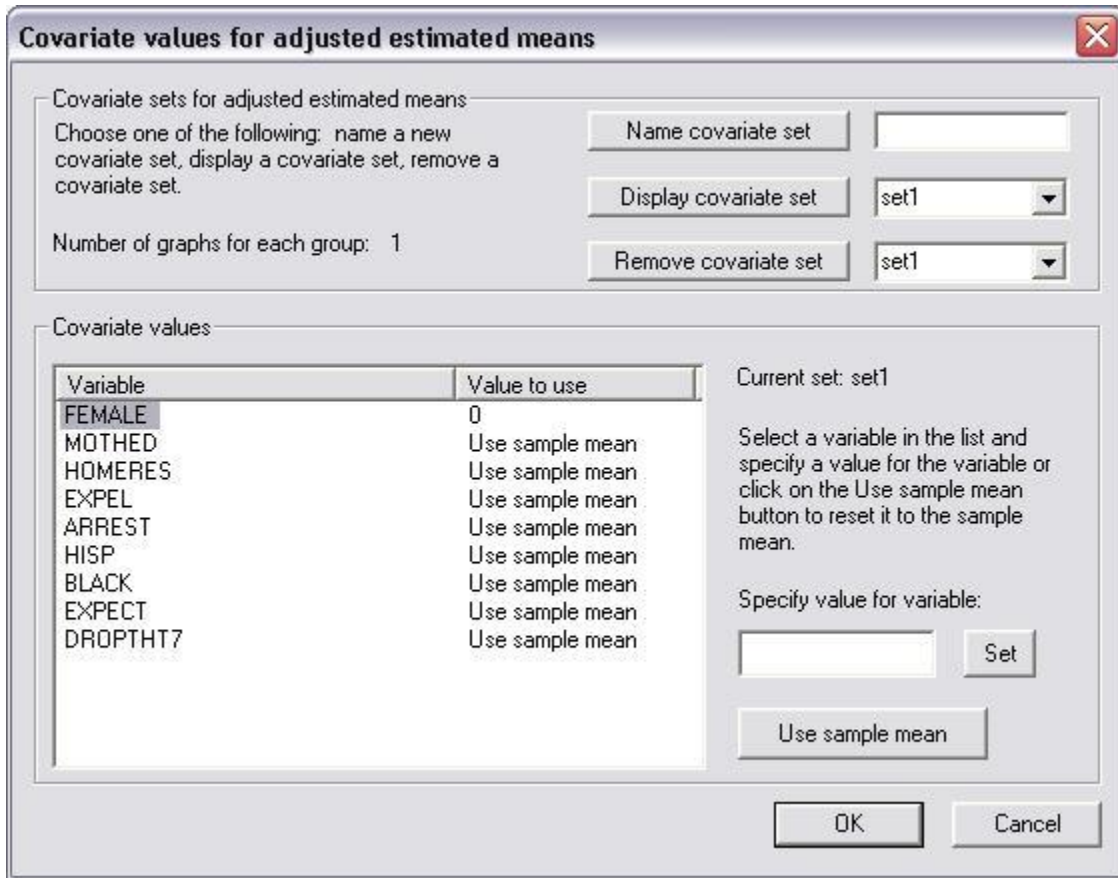 Covariate values for adjusted estimated means
Covariate sets for adjusted estimated means
Choose one of the following: name a new
covariate set, display a covariate set, remove a
covariate set.
Number of graphs for each group: 1
Name covariate set
Display covariate set set1
Remove covariate set set1
Covariate values
Variable Value to use
FEMALE 0
MOTHED Use sample mean
HOMERES Use sample mean
EXPEL Use sample mean
ARREST Use sample mean
HISP Use sample mean
BLACK Use sample mean
EXPECT Use sample mean
DROPTHT7 Use sample mean
Current set: set1
Select a variable in the list and
specify a value for the variable or
click on the Use sample mean
button to reset it to the sample
mean.
Specify value for variable:
Set
Use sample mean
OK Cancel